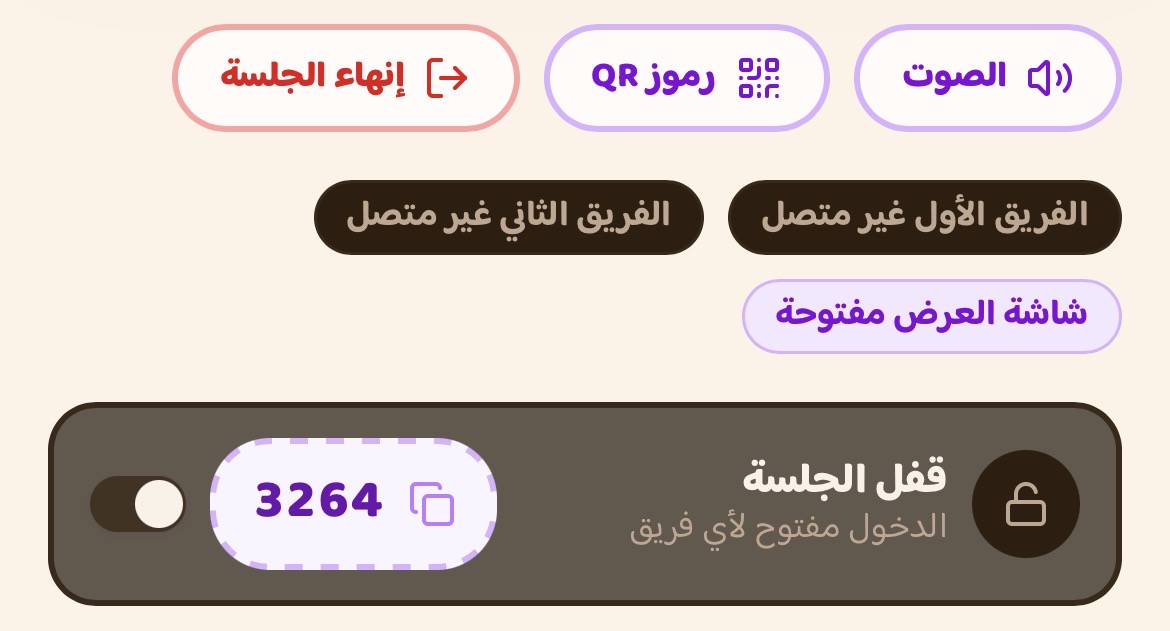 الصوت
رموز QR
إنهاء الجلسة
الفريق الأول غير متصل
الفريق الثاني غير متصل
شاشة العرض مفتوحة
قفل الجلسة
الدخول مفتوح لأي فريق
3264